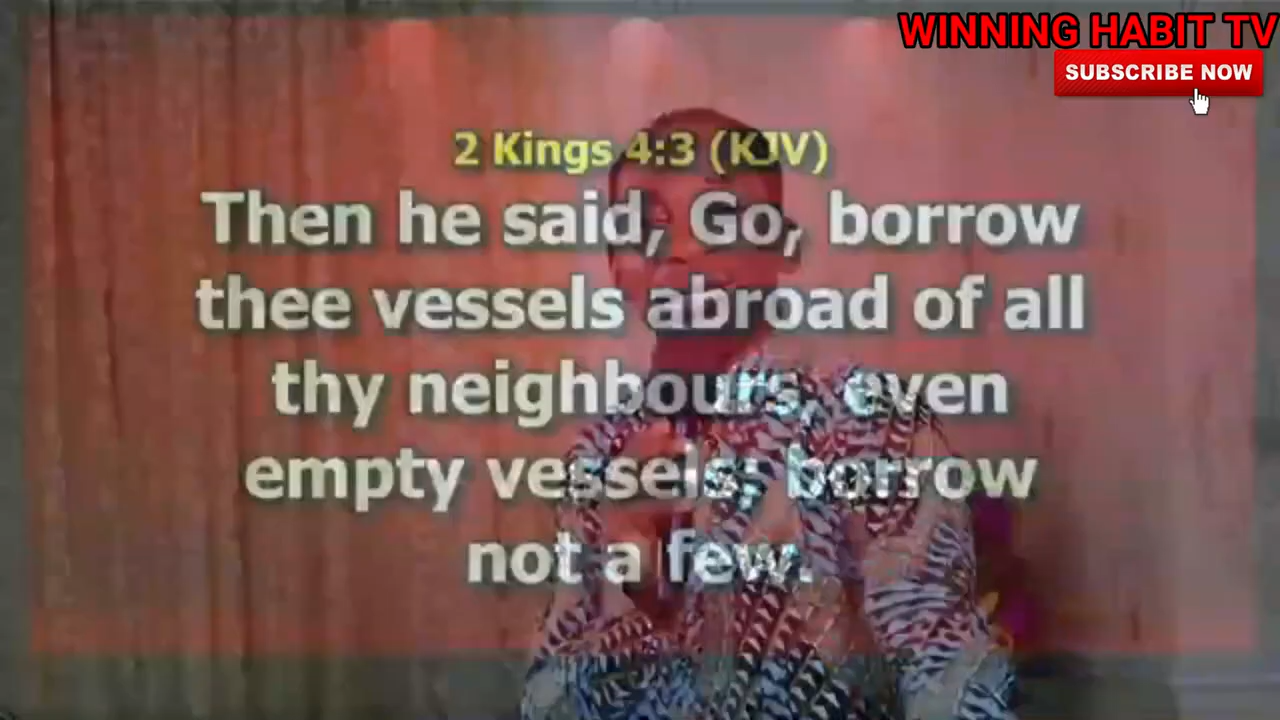 WINNING HABIT TV
SUBSCRIBE NOW
2 Kings 4:3 (KJV)
Then he said, Go, borrow
thee vessels abroad of all
thy neighbours, even
empty vessels; borrow
not a few.